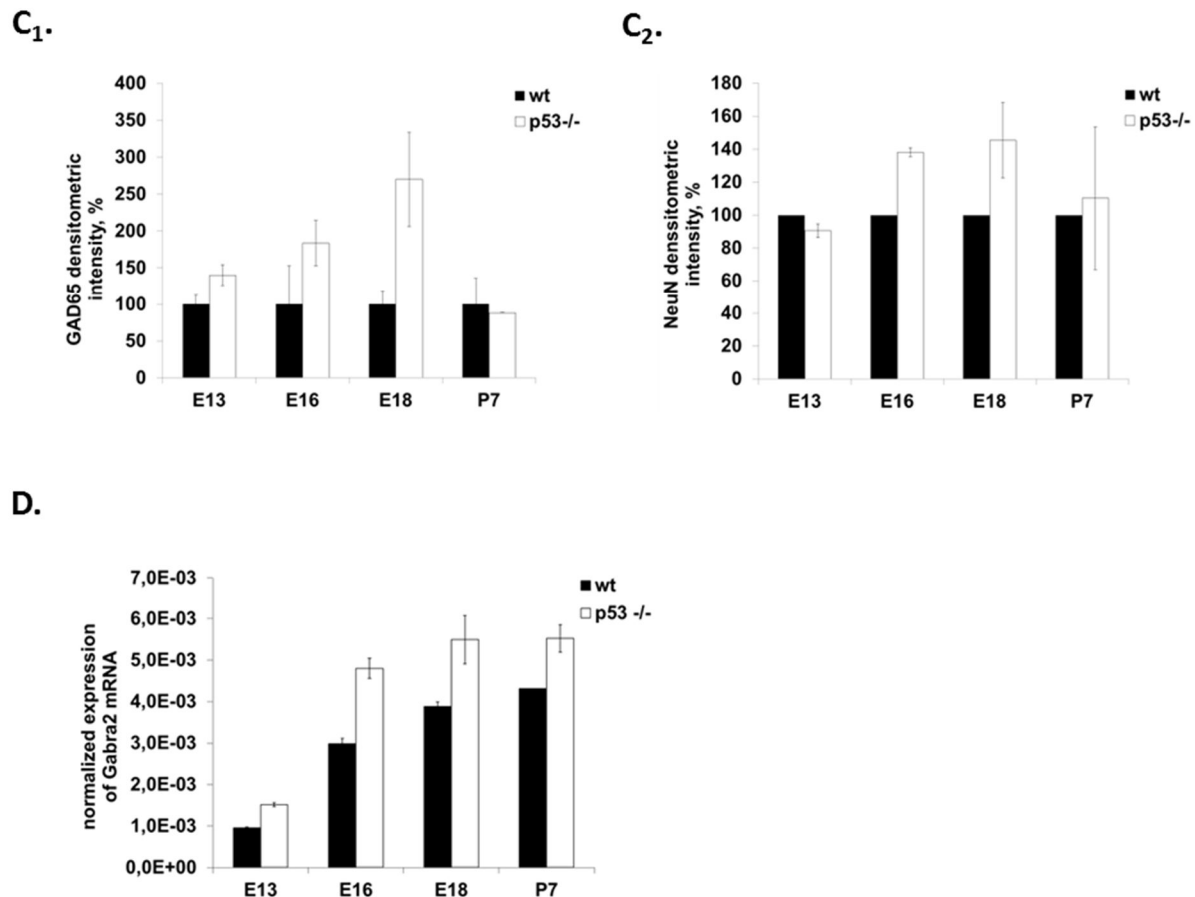 C1.
GAD65 densitometric
intensity, %
400
350
300
250
200
150
100
50
0
E13 E16 E18 P7
wt
p53-/-
C2.
NeuN denssitometric
intensity, %
180
160
140
120
100
80
60
40
20
0
E13 E16 E18 P7
wt
p53-/-
D.
normalized expression
of Gabra2 mRNA
7,0E-03
6,0E-03
5,0E-03
4,0E-03
3,0E-03
2,0E-03
1,0E-03
0,0E+00
E13 E16 E18 P7
wt
p53 -/-